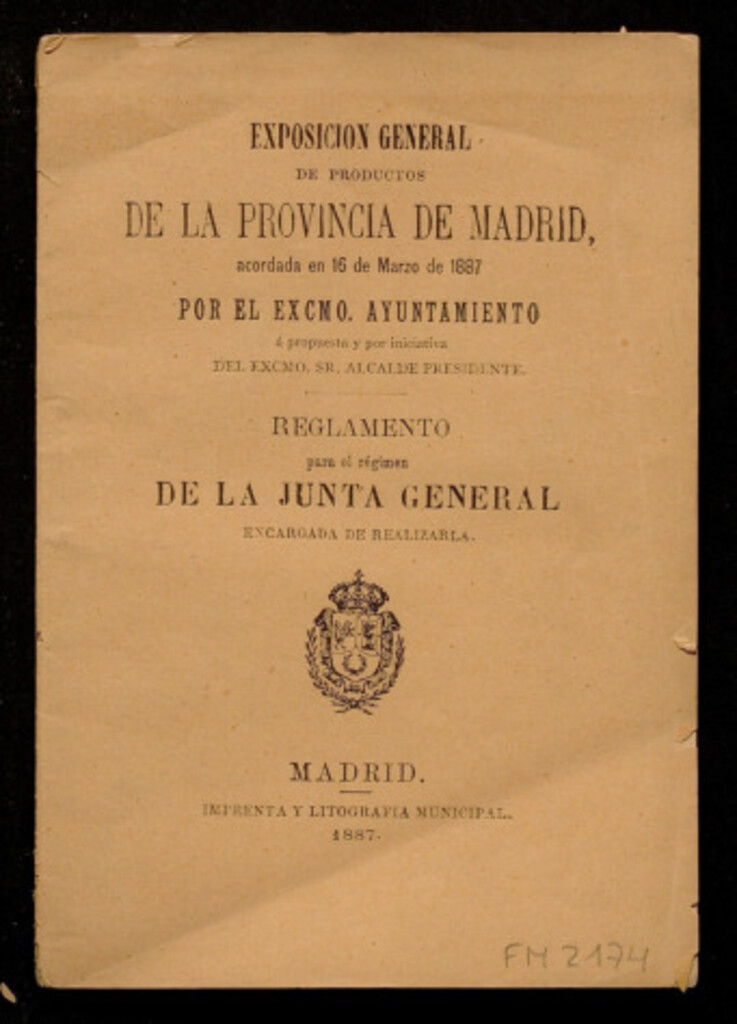 EXPOSICION GENERAL
DE PRODUCTOS
DE LA PROVINCIA DE MADRID,
acordada en 16 de Marzo de 1887
POR EL EXCMO. AYUNTAMIENTO
á propuesta y por iniciativa
DEL EXCMO. SR. ALCALDE PRESIDENTE.
REGLAMENTO
para el régimen
DE LA JUNTA GENERAL
ENCARGADA DE REALIZARLA.
MADRID.
IMPRENTA Y LITOGRAFIA MUNICIPAL.
1887.
FM 2174